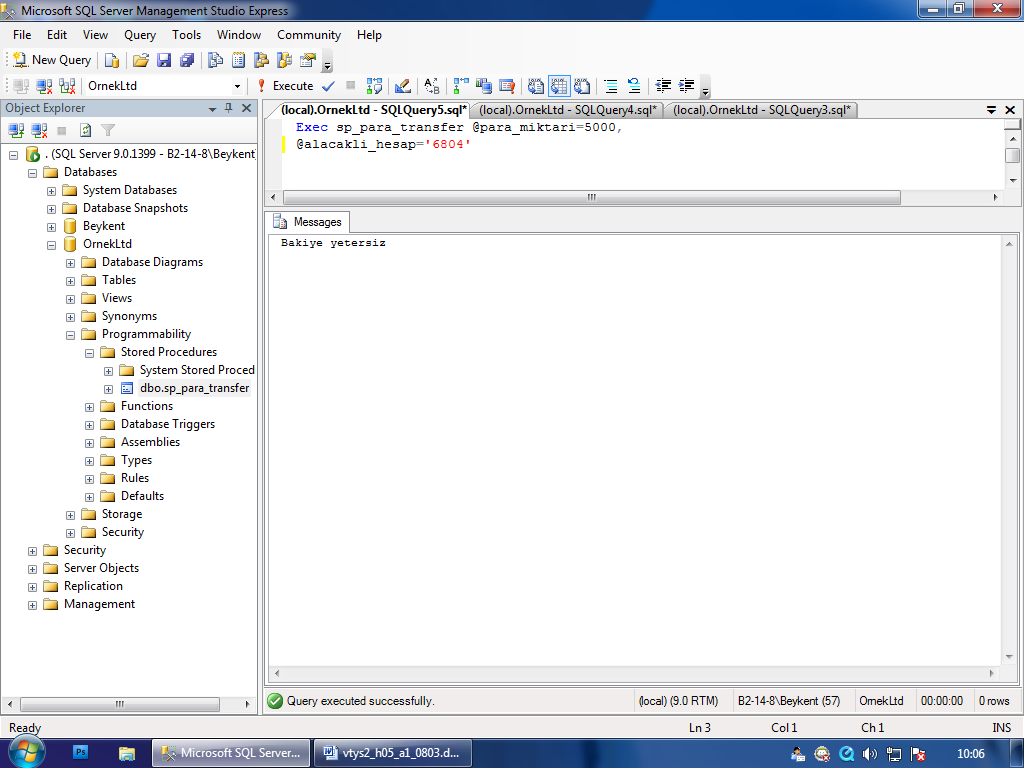 Microsoft SQL Server Management Studio Express
File Edit View Query Tools Window Community Help
New Query
OrnekLtd Execute
Object Explorer
. (SQL Server 9.0.1399 - B2-14-8\Beykent
Databases
System Databases
Database Snapshots
Beykent
OrnekLtd
Database Diagrams
Tables
Views
Synonyms
Programmability
Stored Procedures
System Stored Proced
dbo.sp_para_transfer
Functions
Database Triggers
Assemblies
Types
Rules
Defaults
Storage
Security
Security
Server Objects
Replication
Management
(local).OrnekLtd - SQLQuery5.sql* (local).OrnekLtd - SQLQuery4.sql* (local).OrnekLtd - SQLQuery3.sql*
Exec sp_para_transfer @para_miktari=5000,
@alacakli_hesap='6804'
Messages
Bakiye yetersiz
Query executed successfully. (local) (9.0 RTM) B2-14-8\Beykent (57) OrnekLtd 00:00:00 0 rows
Ready Ln 3 Col 1 Ch 1 INS
Ps Microsoft SQL Server... vtys2_h05_a1_0803.d... 10:06